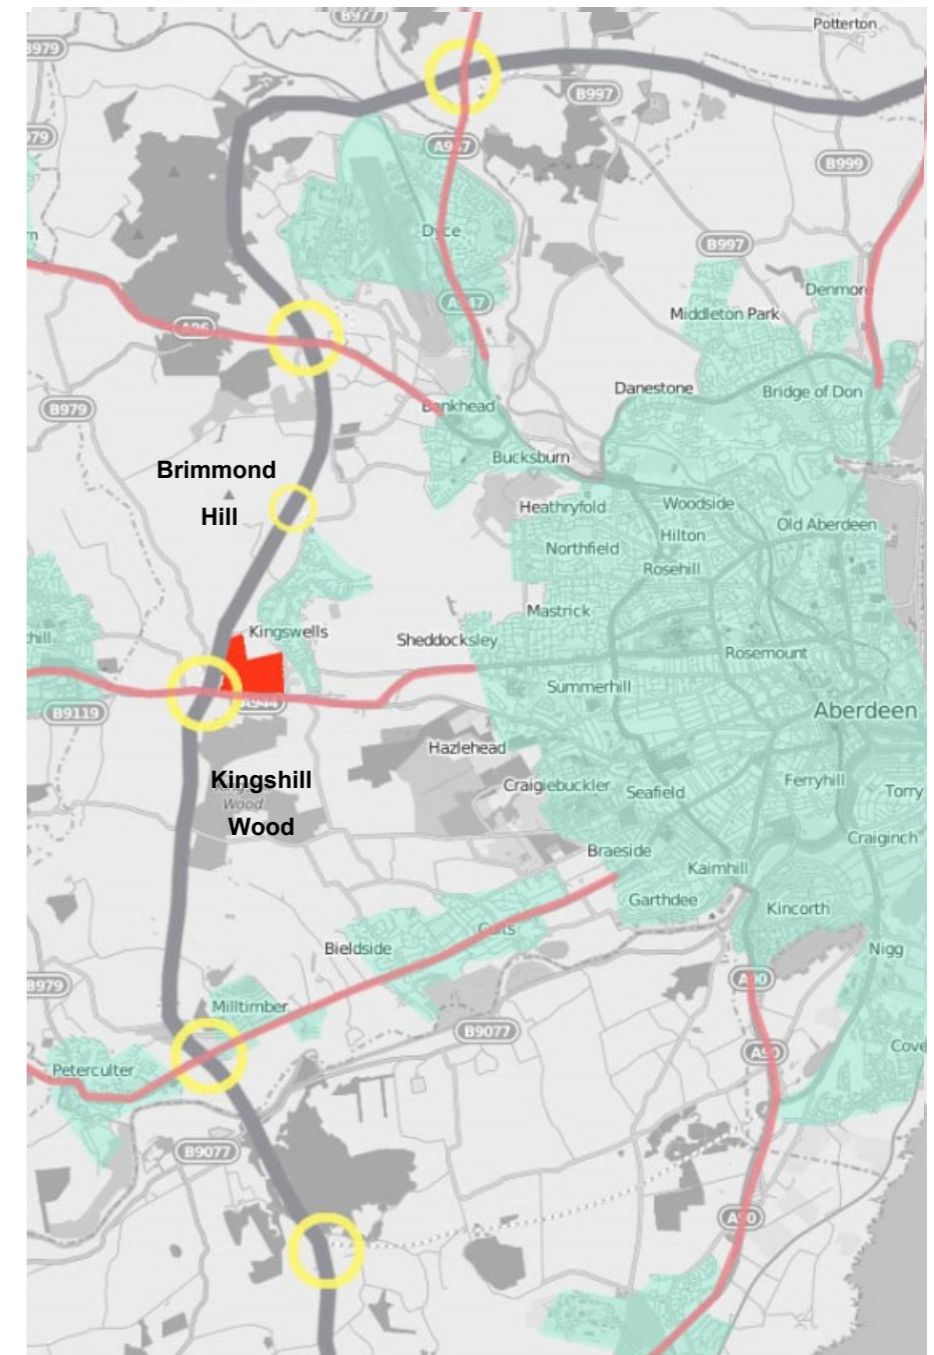 B977
Potterton
B979
B997
979
A947
B999
Dyce
B997
Denmore
A947
Middleton Park
A96
Danestone
Bridge of Don
B979
Bankhead
Bucksburn
Brimmond
Hill
Heathryfold
Woodside
Old Aberdeen
Hilton
Northfield
Rosehill
Mastrick
Kingswells
Sheddocksley
hill
Rosemount
Summerhill
A944
B9119
Aberdeen
Hazlehead
Kingshill
Wood
Wood
Craigiebuckler
Seafield
Ferryhill
Torry
Craiginch
Braeside
Kaimhill
Garthdee
Kincorth
Cults
Bieldside
Nigg
B979
A90
Milltimber
B9077
A90
Cove
Peterculter
B9077
A90